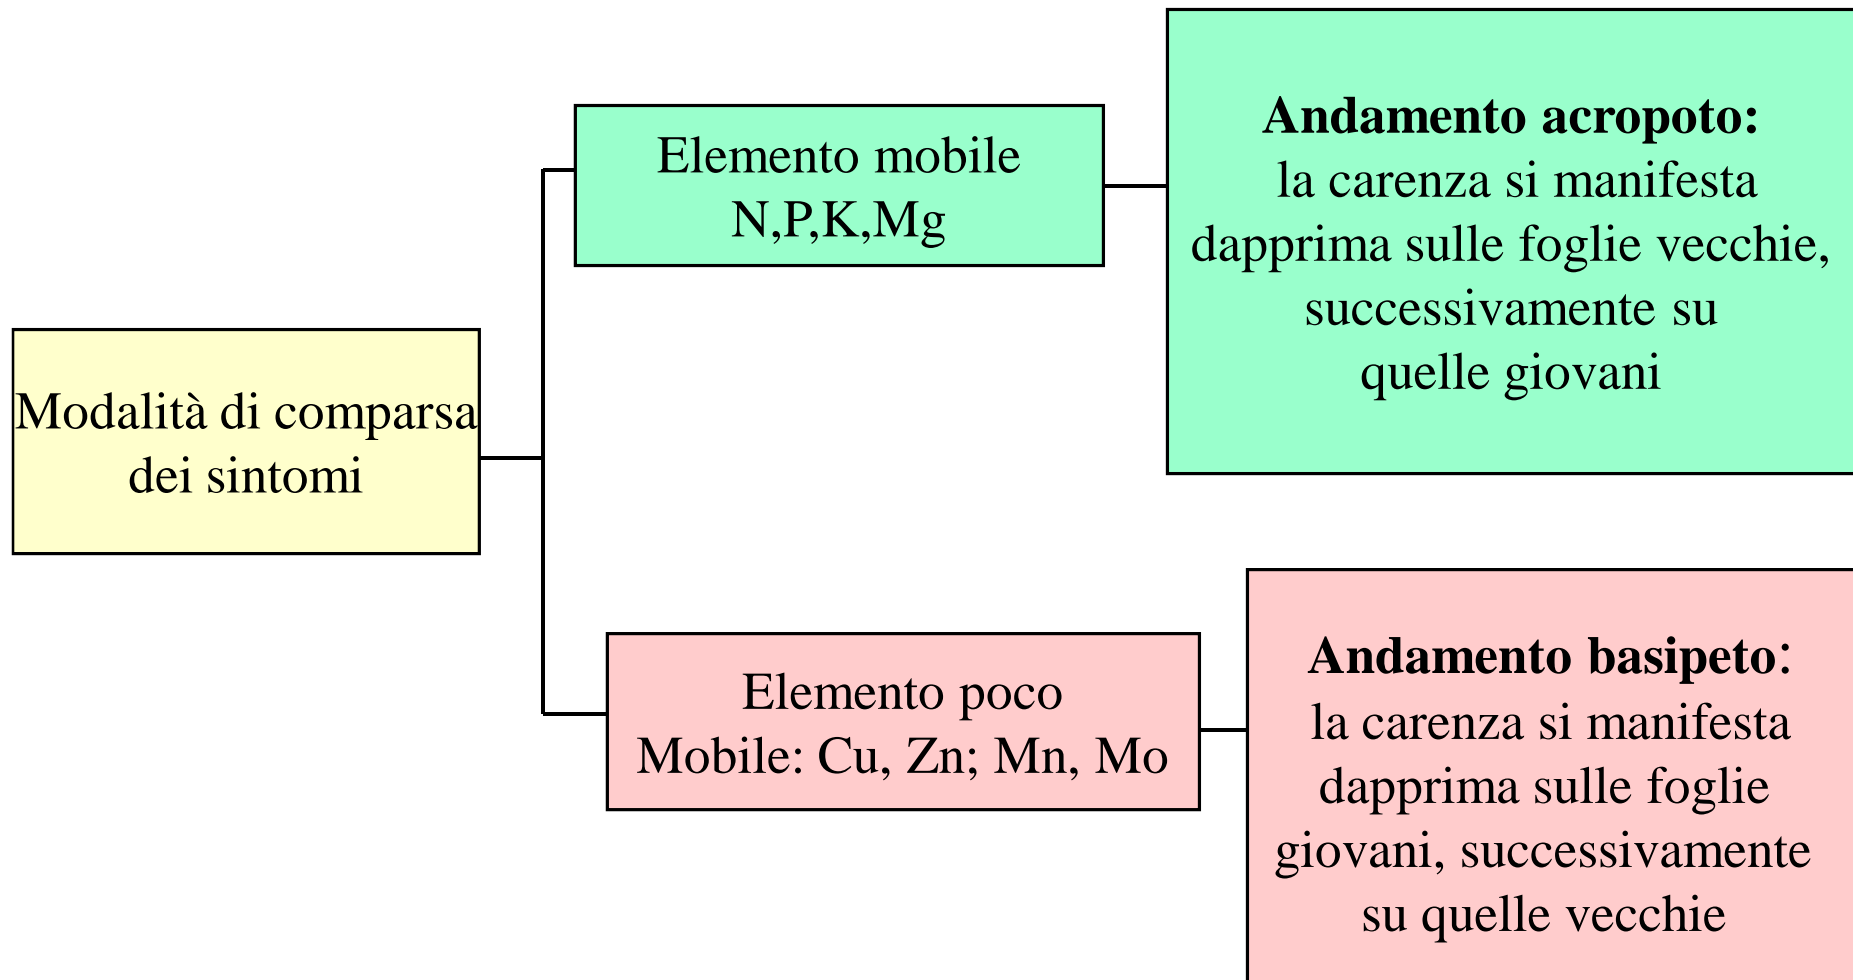 Modalità di comparsa
dei sintomi
Elemento mobile
N,P,K,Mg
Andamento acropoto:
la carenza si manifesta
dapprima sulle foglie vecchie,
successivamente su
quelle giovani
Elemento poco
Mobile: Cu, Zn; Mn, Mo
Andamento basipeto:
la carenza si manifesta
dapprima sulle foglie
giovani, successivamente
su quelle vecchie